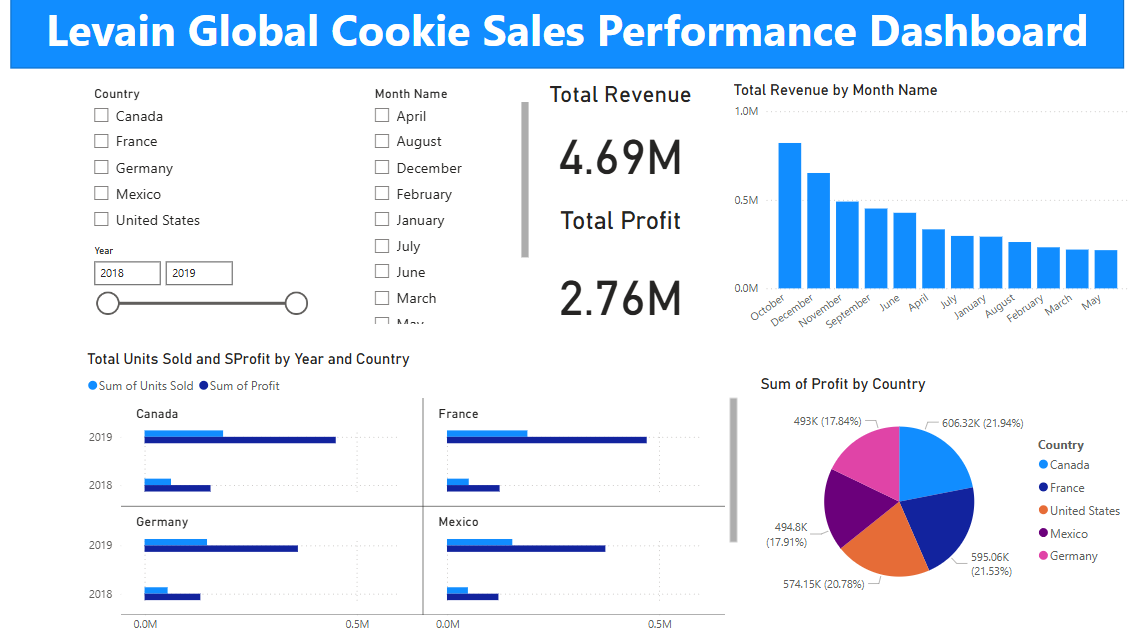 Levain Global Cookie Sales Performance Dashboard
Country
Canada
France
Germany
Mexico
United States
Year
2018
2019
Month Name
April
August
December
February
January
July
June
March
May
Total Revenue
4.69M
Total Profit
2.76M
Total Revenue by Month Name
1.0M
0.5M
0.0M
October
December
November
September
June
April
July
January
August
February
March
May
Total Units Sold and SProfit by Year and Country
Sum of Units Sold
Sum of Profit
Canada
France
2019
2018
Germany
Mexico
2019
2018
0.0M
0.5M
0.0M
0.5M
Sum of Profit by Country
493K (17.84%)
606.32K (21.94%)
494.8K
(17.91%)
595.06K
(21.53%)
574.15K (20.78%)
Country
Canada
France
United States
Mexico
Germany